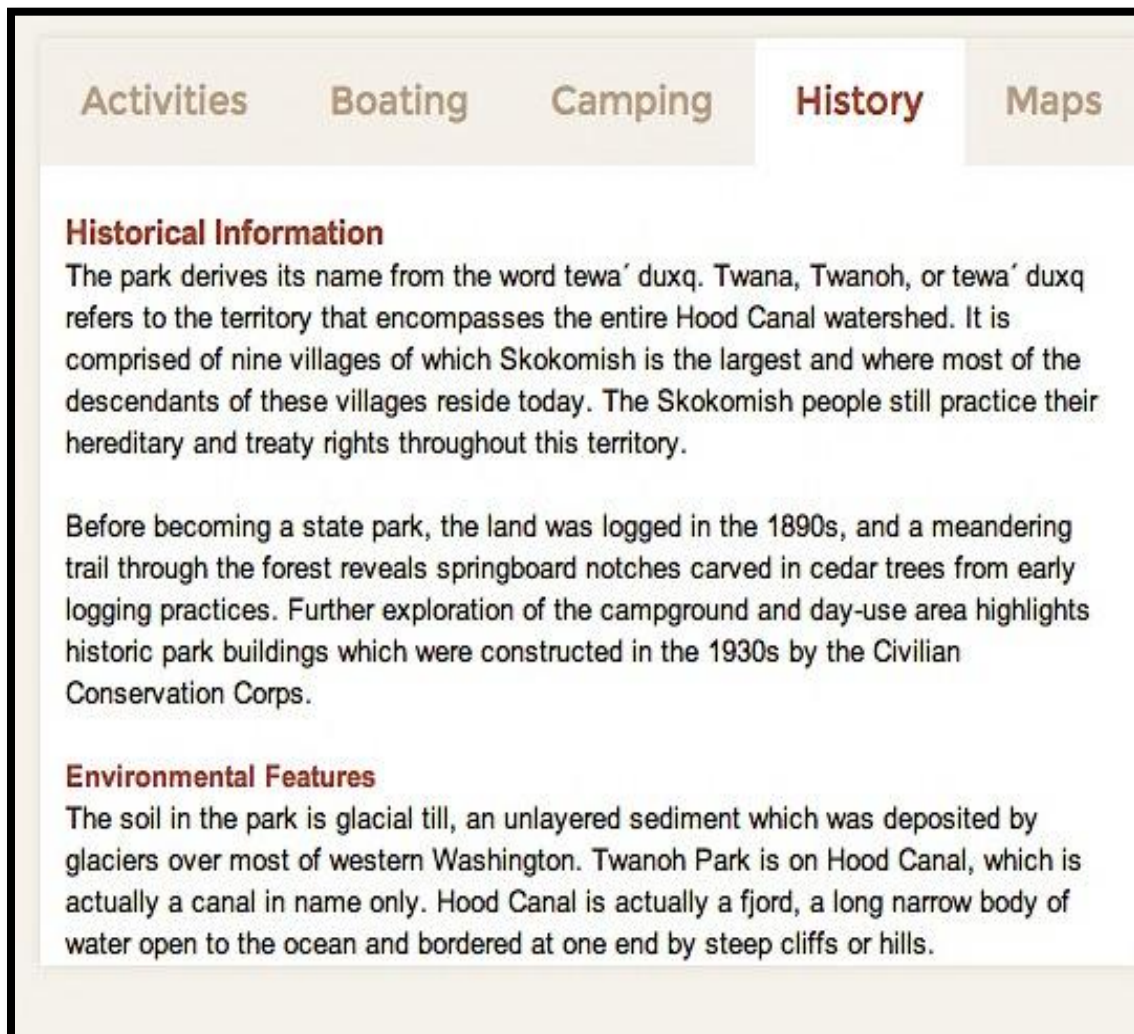 Activities Boating Camping History Maps
Historical Information
The park derives its name from the word tewa´ duxq. Twana, Twanoh, or tewa´ duxq
refers to the territory that encompasses the entire Hood Canal watershed. It is
comprised of nine villages of which Skokomish is the largest and where most of the
descendants of these villages reside today. The Skokomish people still practice their
hereditary and treaty rights throughout this territory.
Before becoming a state park, the land was logged in the 1890s, and a meandering
trail through the forest reveals springboard notches carved in cedar trees from early
logging practices. Further exploration of the campground and day-use area highlights
historic park buildings which were constructed in the 1930s by the Civilian
Conservation Corps.
Environmental Features
The soil in the park is glacial till, an unlayered sediment which was deposited by
glaciers over most of western Washington. Twanoh Park is on Hood Canal, which is
actually a canal in name only. Hood Canal is actually a fjord, a long narrow body of
water open to the ocean and bordered at one end by steep cliffs or hills.